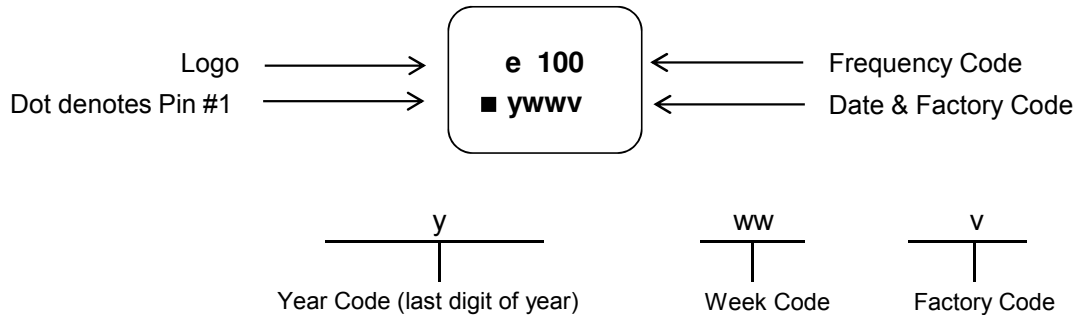 Logo e 100 Frequency Code
Dot denotes Pin #1 ■ ywwv Date & Factory Code
y ww v
Year Code (last digit of year) Week Code Factory Code